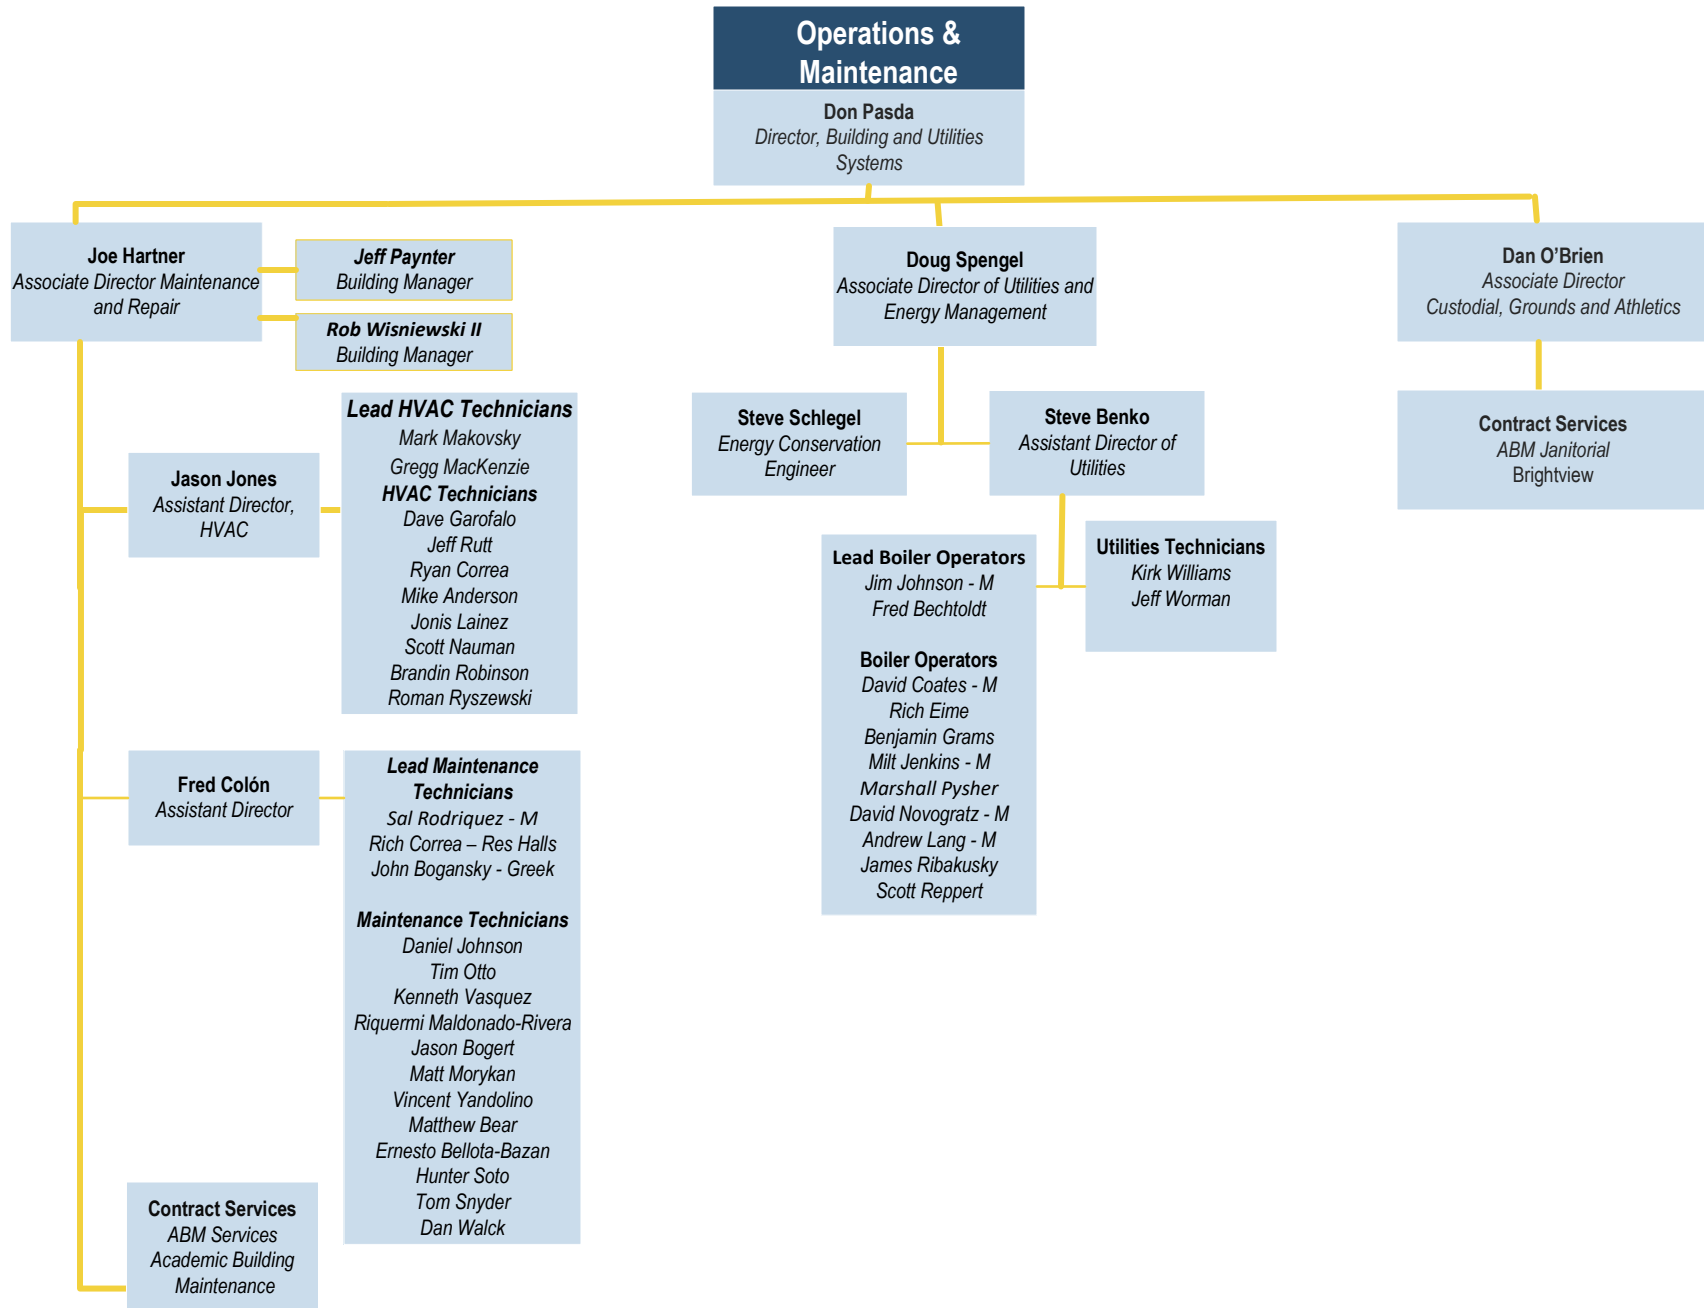 Operations &
Maintenance
Don Pasda
Director, Building and Utilities
Systems
Joe Hartner
Associate Director Maintenance
and Repair
Jeff Paynter
Building Manager
Rob Wisniewski II
Building Manager
Doug Spengel
Associate Director of Utilities and
Energy Management
Dan O’Brien
Associate Director
Custodial, Grounds and Athletics
Jason Jones
Assistant Director,
HVAC
Lead HVAC Technicians
Mark Makovsky
Gregg MacKenzie
HVAC Technicians
Dave Garofalo
Jeff Rutt
Ryan Correa
Mike Anderson
Jonis Lainez
Scott Nauman
Brandin Robinson
Roman Ryszewski
Steve Schlegel
Energy Conservation
Engineer
Steve Benko
Assistant Director of
Utilities
Contract Services
ABM Janitorial
Brightview
Lead Boiler Operators
Jim Johnson - M
Fred Bechtoldt
Boiler Operators
David Coates - M
Rich Eime
Benjamin Grams
Milt Jenkins - M
Marshall Pysher
David Novogratz - M
Andrew Lang - M
James Ribakusky
Scott Reppert
Utilities Technicians
Kirk Williams
Jeff Worman
Fred Colón
Assistant Director
Lead Maintenance
Technicians
Sal Rodriquez - M
Rich Correa – Res Halls
John Bogansky - Greek
Maintenance Technicians
Daniel Johnson
Tim Otto
Kenneth Vasquez
Riquermi Maldonado-Rivera
Jason Bogert
Matt Morykan
Vincent Yandolino
Matthew Bear
Ernesto Bellota-Bazan
Hunter Soto
Tom Snyder
Dan Walck
Contract Services
ABM Services
Academic Building
Maintenance